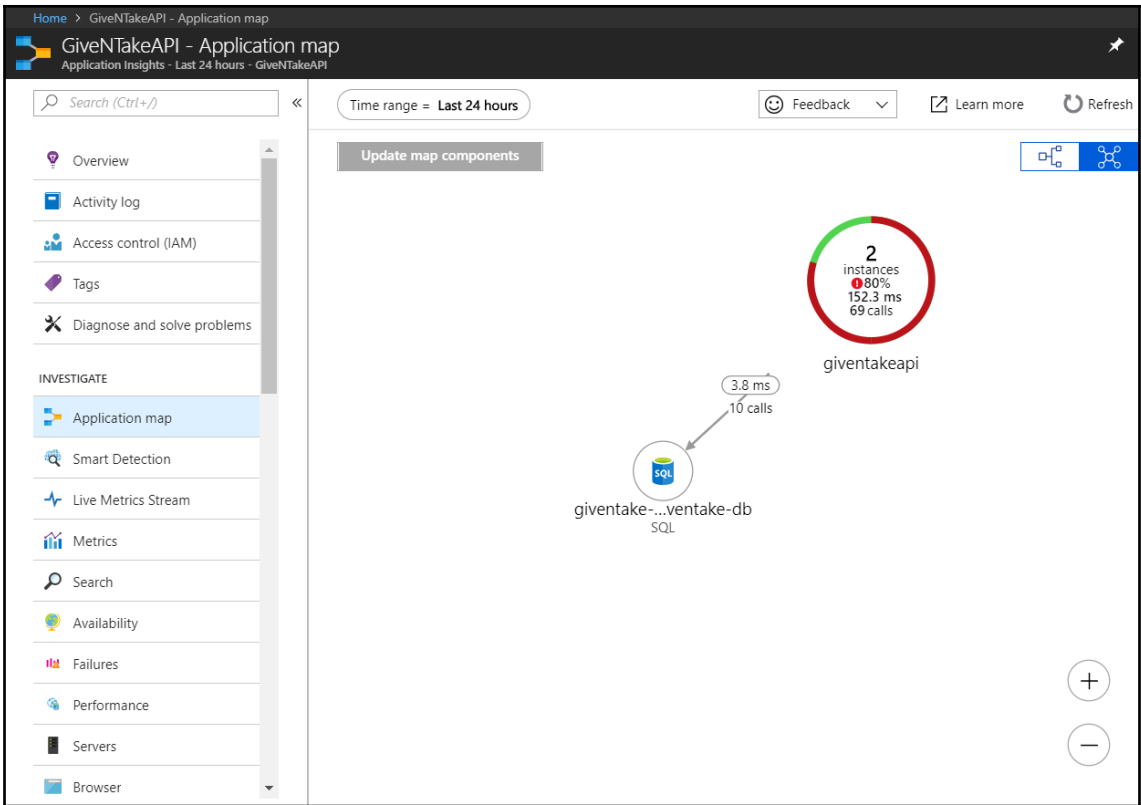 Home > GiveNTakeAPI - Application map
GiveNTakeAPI - Application map
Application Insights - Last 24 hours - GiveNTakeAPI
Search (Ctrl+/)
«
Overview
Activity log
Access control (IAM)
Tags
Diagnose and solve problems
INVESTIGATE
Application map
Smart Detection
Live Metrics Stream
Metrics
Search
Availability
Failures
Performance
Servers
Browser
Time range = Last 24 hours
Feedback
Learn more
Refresh
Update map components
2
instances
80%
152.3 ms
69 calls
giventakeapi
3.8 ms
10 calls
SQL
giventake-...ventake-db
SQL